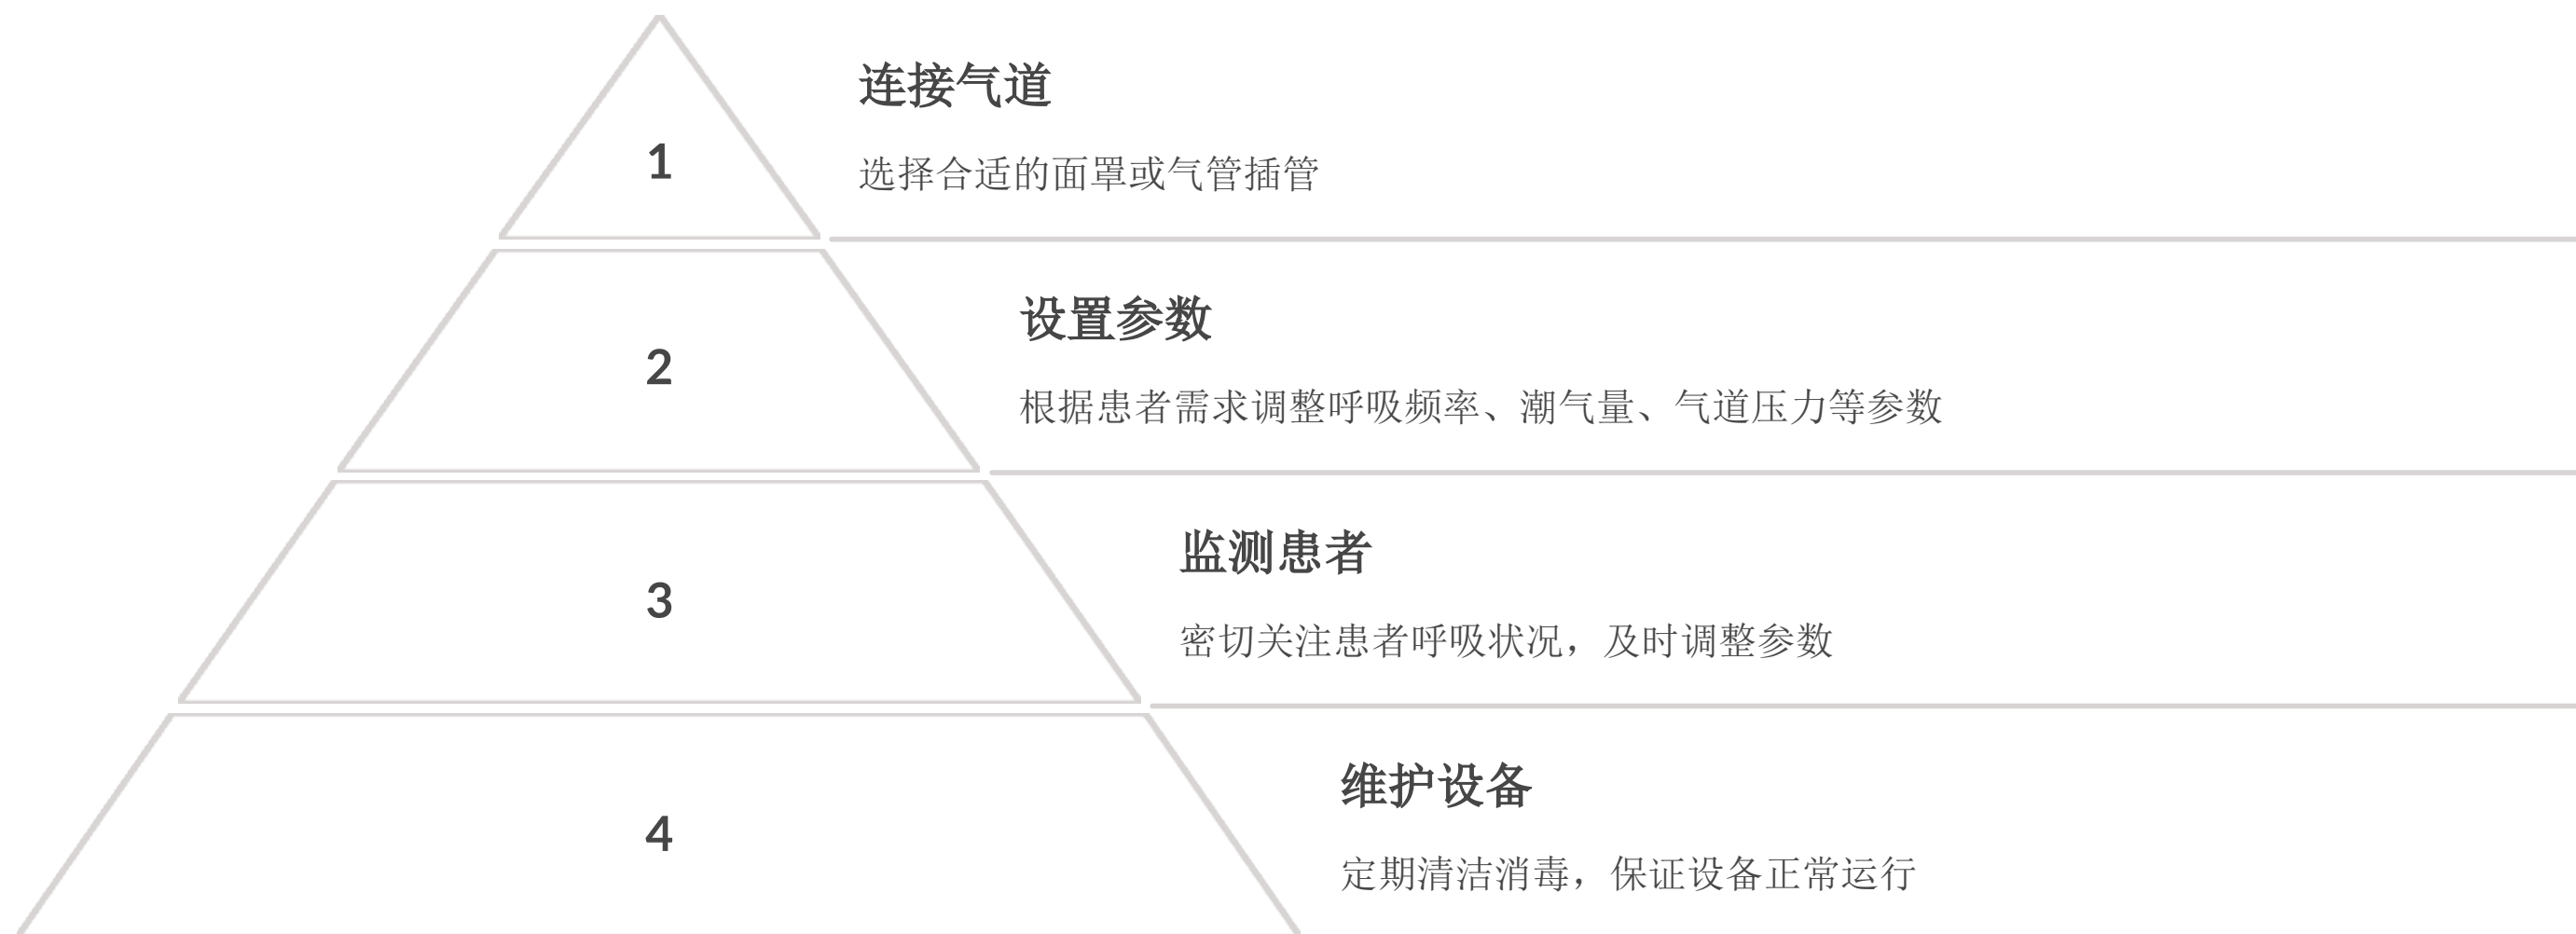 连接气道
1
选择合适的面罩或气管插管
设置参数
2
根据患者需求调整呼吸频率、潮气量、气道压力等参数
监测患者
3
密切关注患者呼吸状况，及时调整参数
维护设备
4
定期清洁消毒，保证设备正常运行